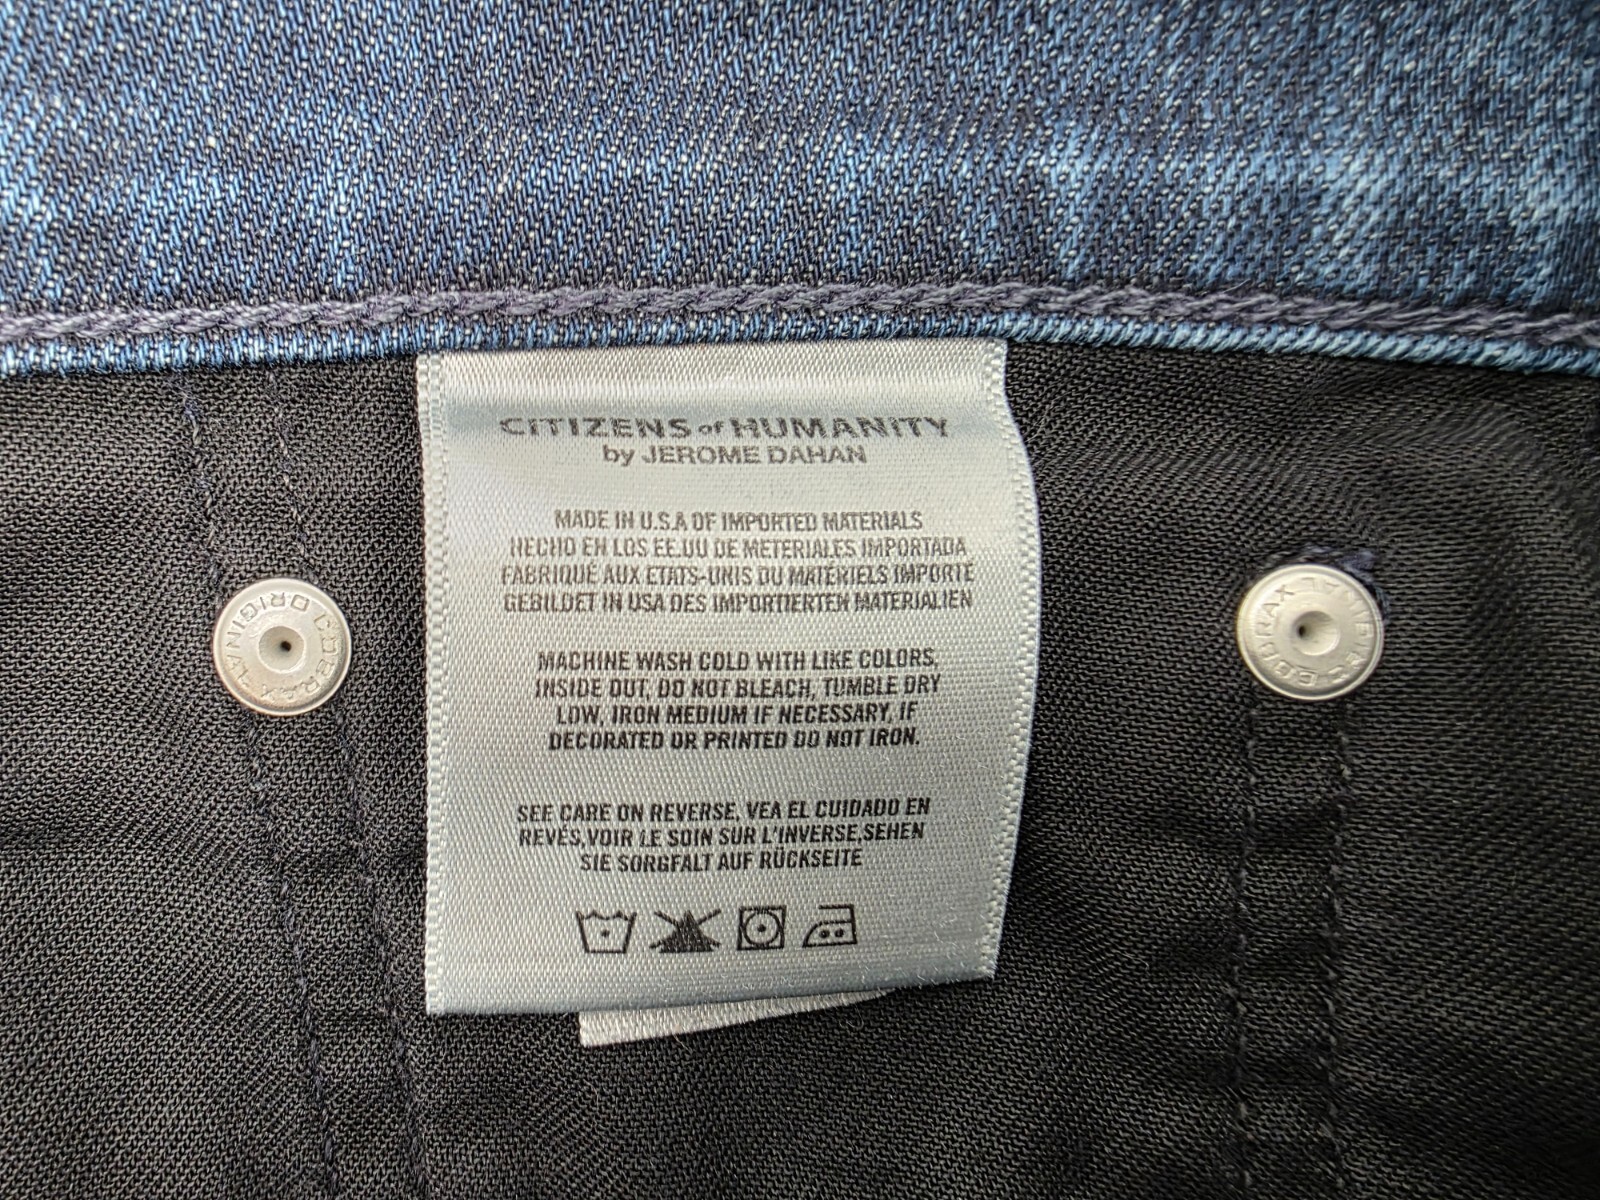 CITIZENS of HUMANITY
by JEROME DAHAN
MADE IN U.S.A OF IMPORTED MATERIALS
HECHO EN LOS EE.UU DE METERIALES IMPORTADA
FABRIQUÉ AUX ETATS-UNIS DU MATÉRIELS IMPORTE
GEBILDET IN USA DES IMPORTIERTEN MATERIALIEN
MACHINE WASH COLD WITH LIKE COLORS,
INSIDE OUT, DO NOT BLEACH, TUMBLE DRY
LOW, IRON MEDIUM IF NECESSARY, IF
DECORATED OR PRINTED DO NOT IRON.
SEE CARE ON REVERSE, VEA EL CUIDADO EN
REVÉS,VOIR LE SOIN SUR L'INVERSE,SEHEN
SIE SORGFALT AUF RÜCKSEITE
COBRAX ORIGINAL
COBRAX ORIGINAL